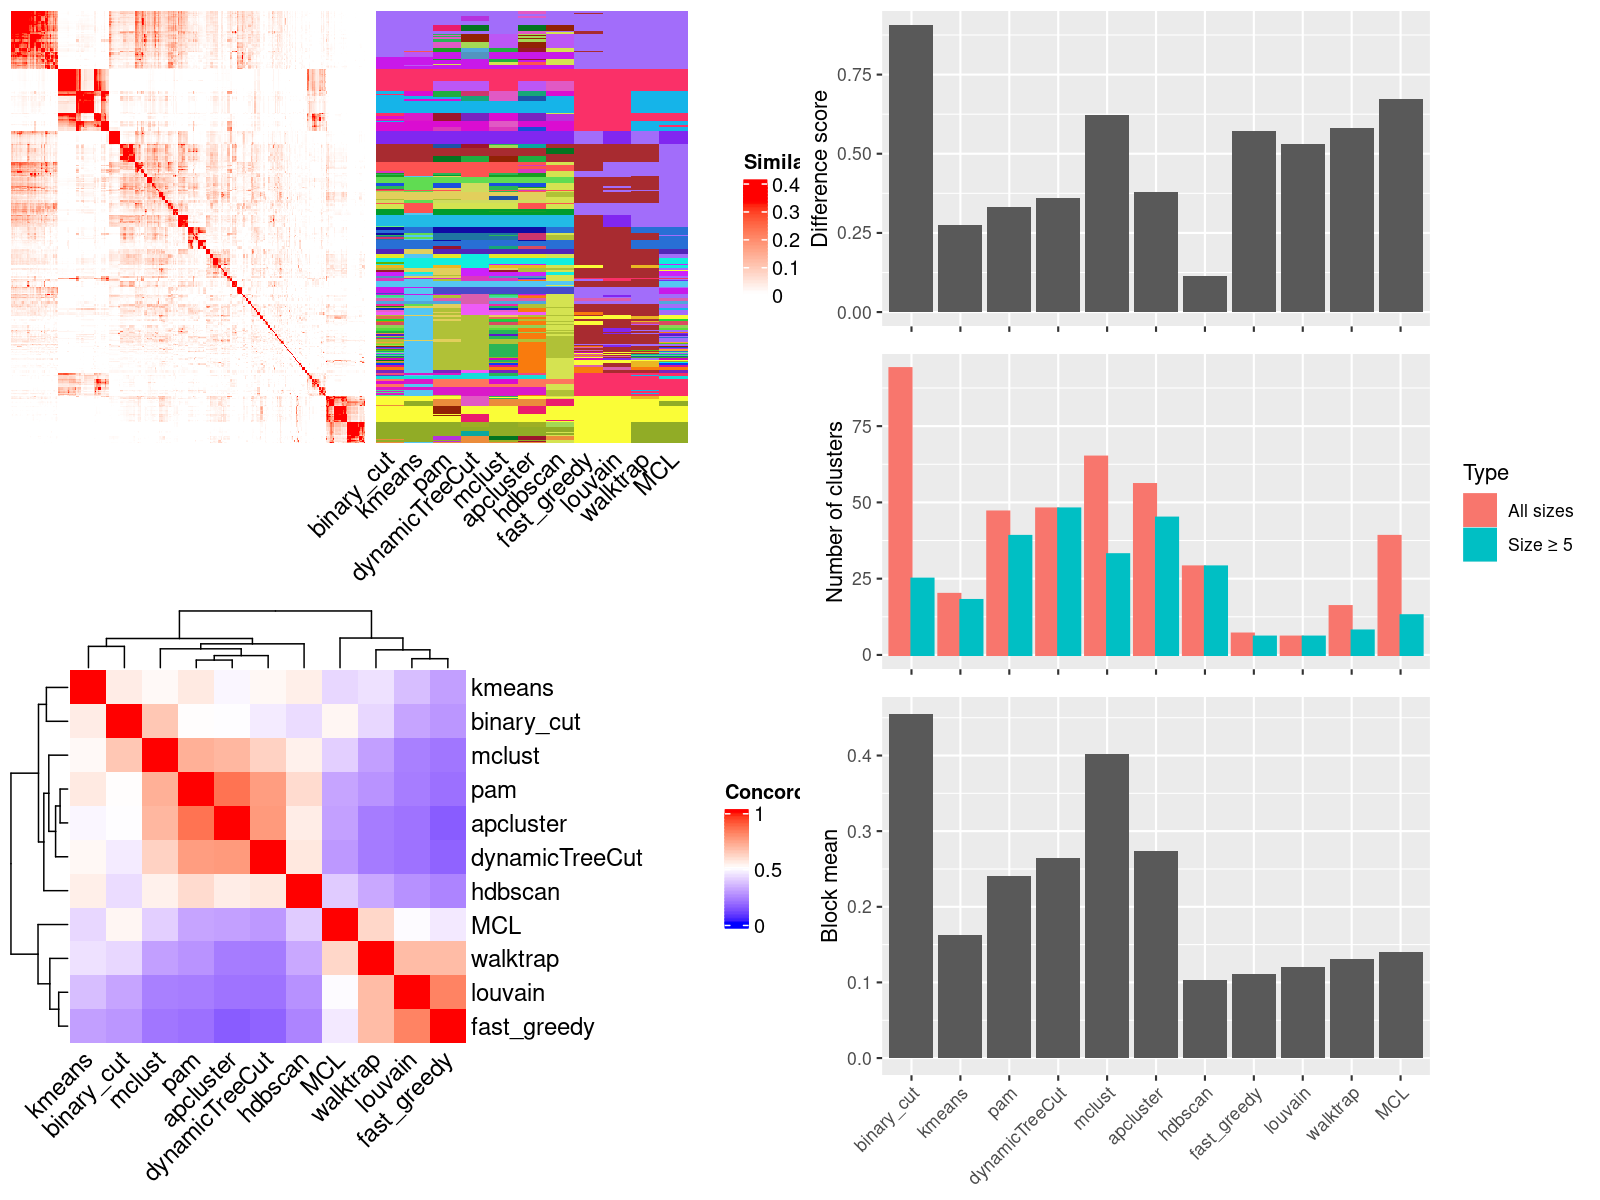 Simila
0.4
0.3
0.2
0.1
0
binary_cut
kmeans
pam
dynamicTreeCut
mclust
apcluster
hdbscan
fast_greedy
louvain
walktrap
MCL
Difference score
0.75
0.50
0.25
0.00
Number of clusters
75
50
25
0
Type
All sizes
Size ≥ 5
kmeans
binary_cut
mclust
pam
apcluster
dynamicTreeCut
hdbscan
MCL
walktrap
louvain
fast_greedy
kmeans
binary_cut
mclust
pam
apcluster
dynamicTreeCut
hdbscan
MCL
walktrap
louvain
fast_greedy
Concord
1
0.5
0
Block mean
0.4
0.3
0.2
0.1
0.0
binary_cut
kmeans
pam
dynamicTreeCut
mclust
apcluster
hdbscan
fast_greedy
louvain
walktrap
MCL